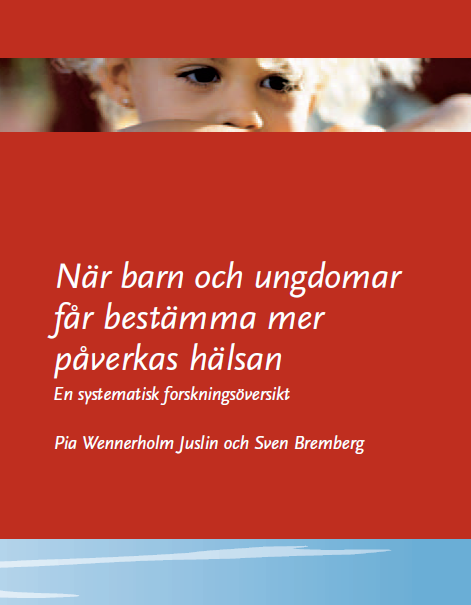 När barn och ungdomar
får bestämma mer
påverkas hälsan
En systematisk forskningsöversikt
Pia Wennerholm Juslin och Sven Bremberg